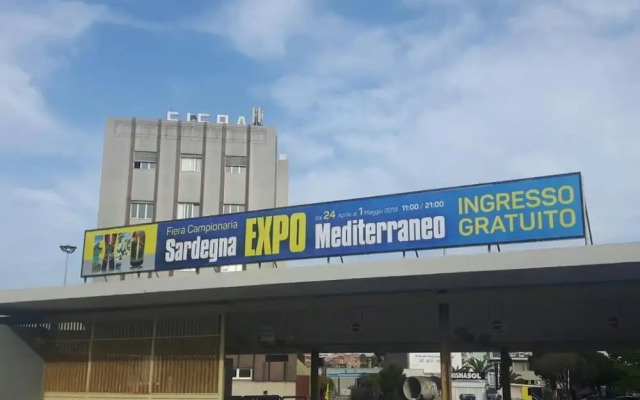 FIERA
EXPO
Fiera Campionaria
Sardegna EXPO Mediterraneo
dal 24 Aprile al 1 Maggio 2018 11:00 / 21:00
INGRESSO
GRATUITO